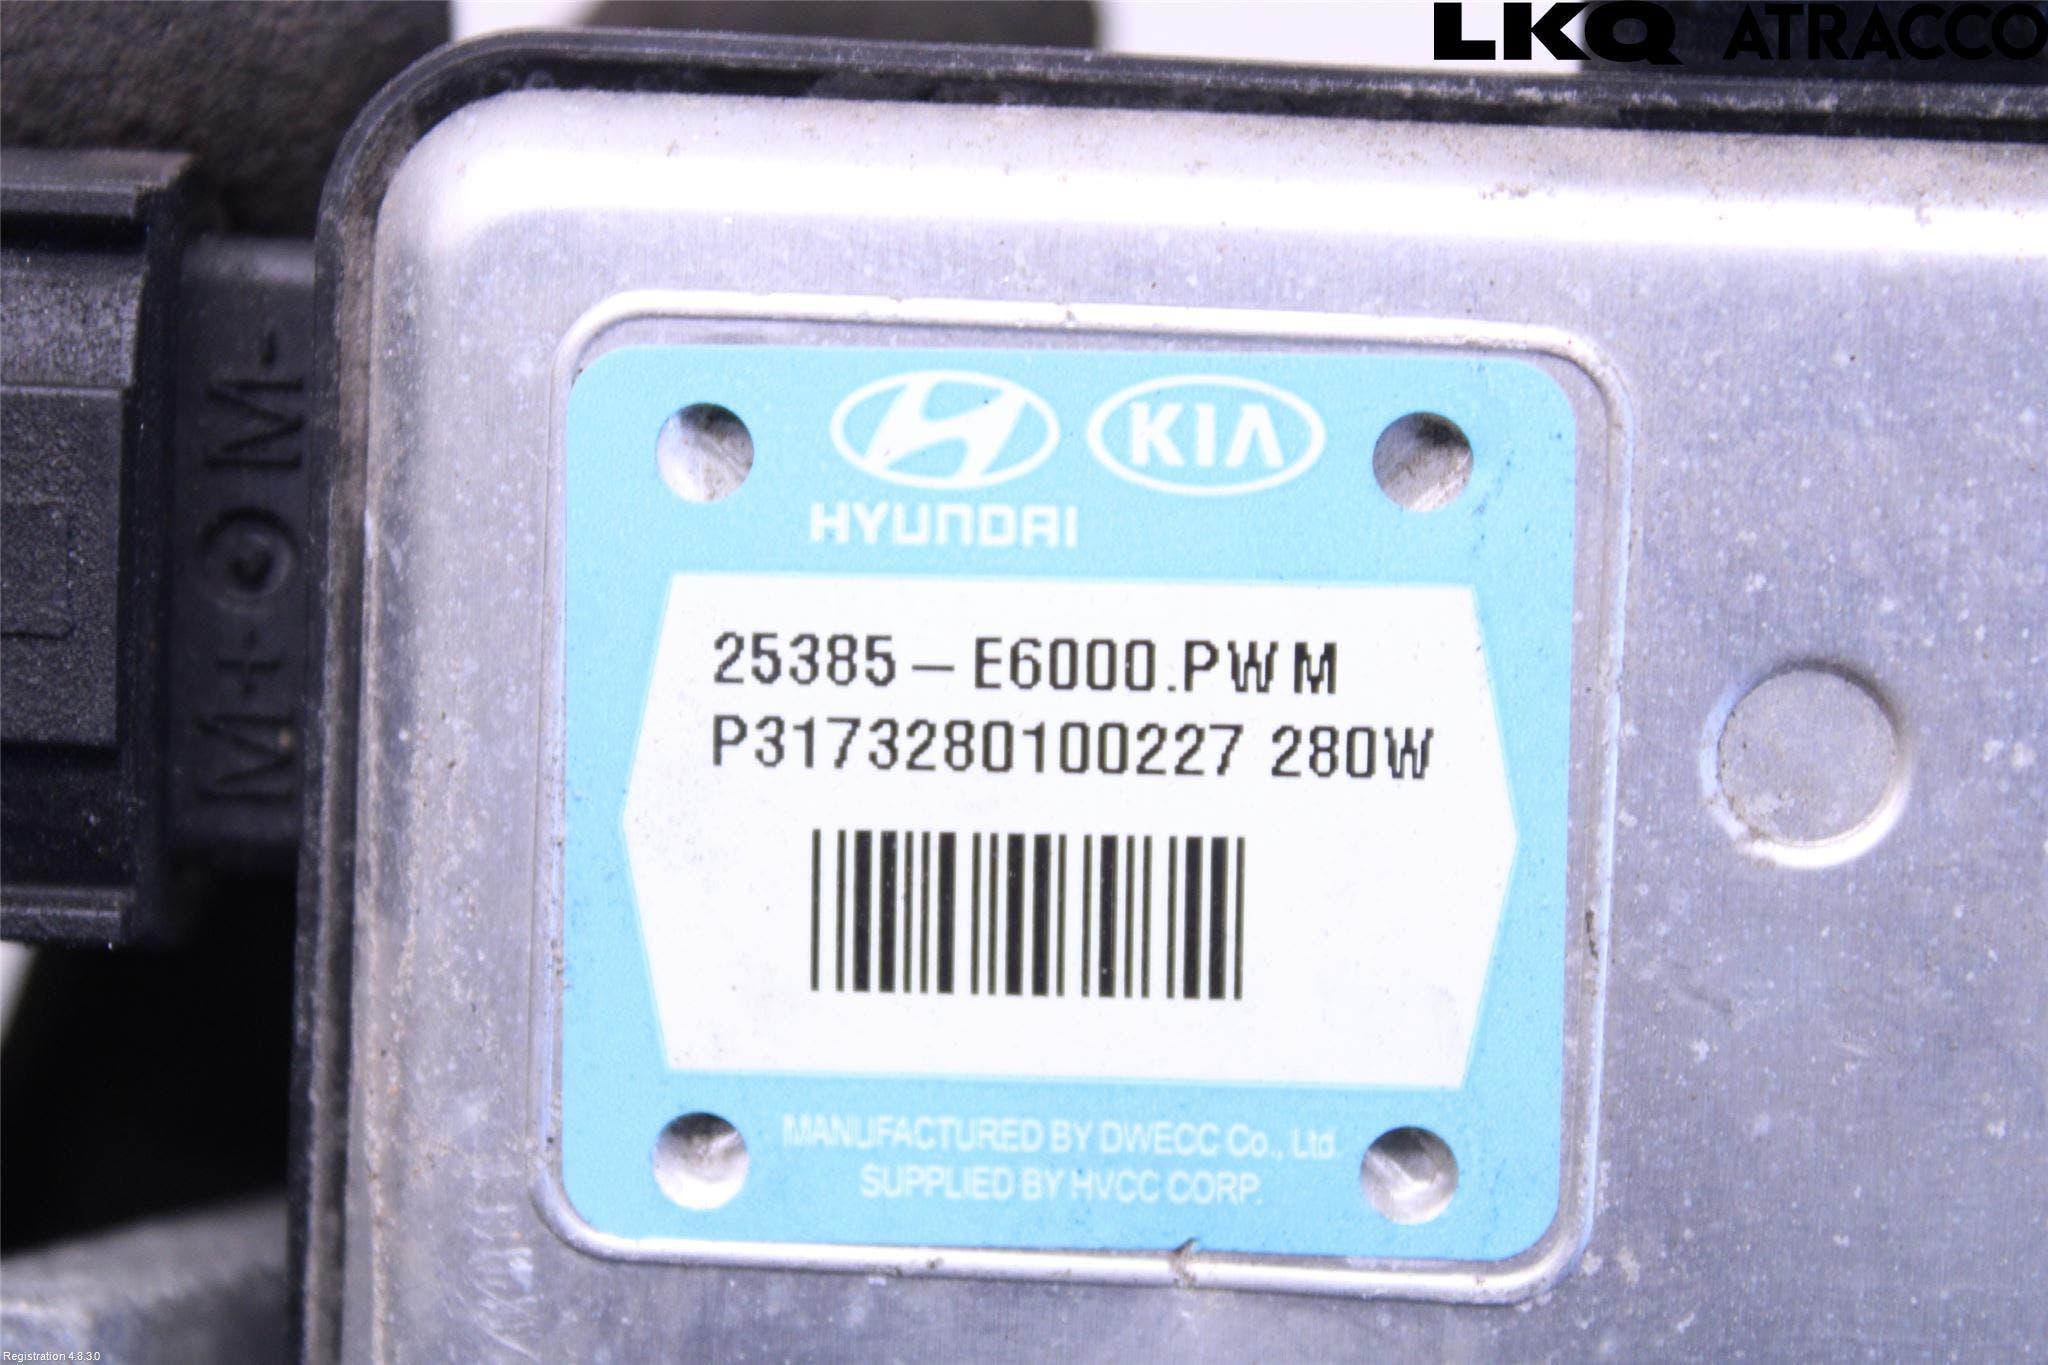 LKQ ATRACCO
KIA
HYUNDAI
25385-E6000.PWM
P3173280100227 280W
MANUFACTURED BY DWECC Co., Ltd.
SUPPLIED BY HVCC CORP.
M+ C M-
Registration 4.8.3.0